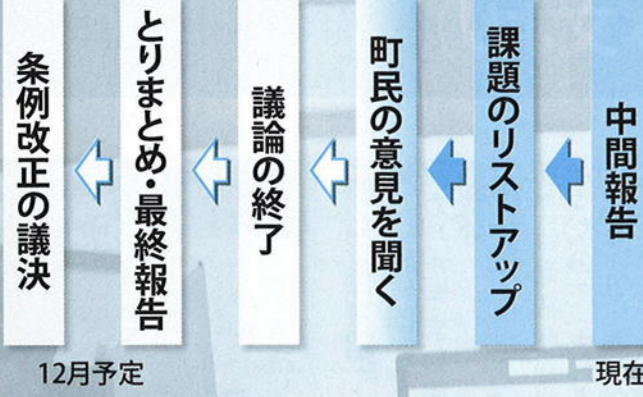 中間報告
課題のリストアップ
町民の意見を聞く
議論の終了
とりまとめ・最終報告
条例改正の議決
現在
12月予定